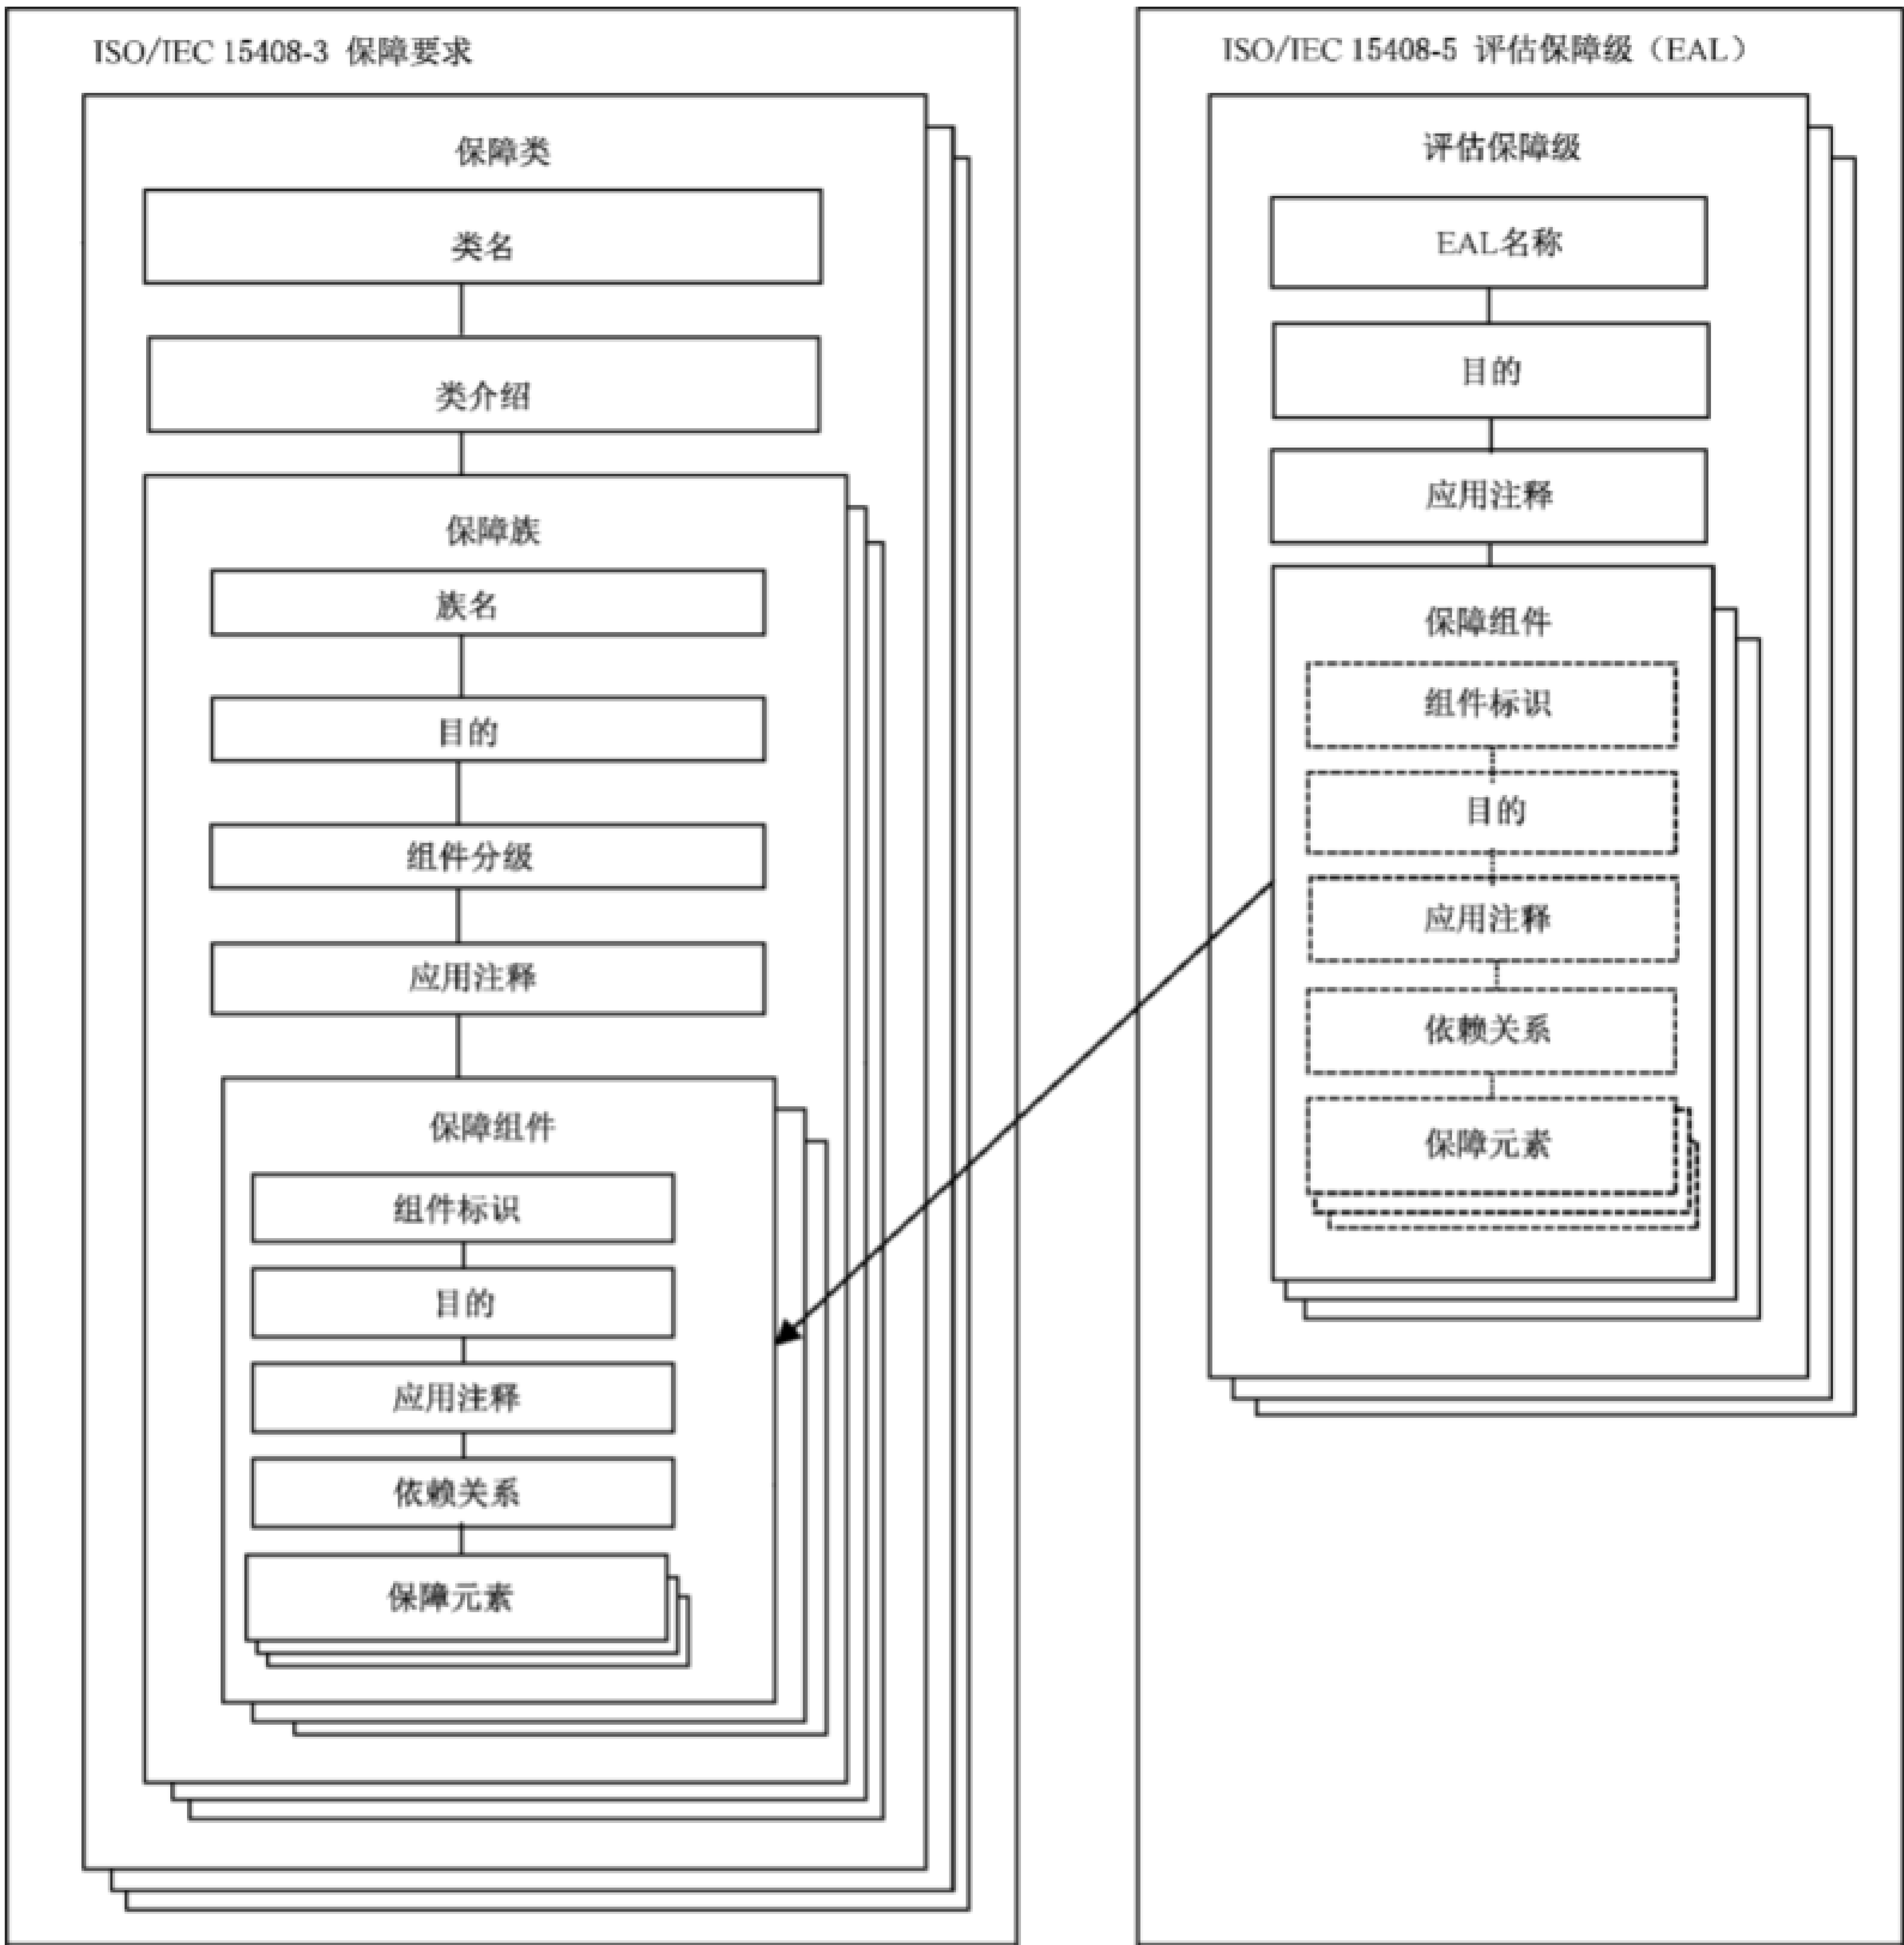 ISO/IEC 15408-3 保障要求
保障类
类名
类介绍
保障族
族名
目的
组件分级
应用注释
保障组件
组件标识
目的
应用注释
依赖关系
保障元素
ISO/IEC 15408-5 评估保障级（EAL）
评估保障级
EAL名称
目的
应用注释
保障组件
组件标识
目的
应用注释
依赖关系
保障元素